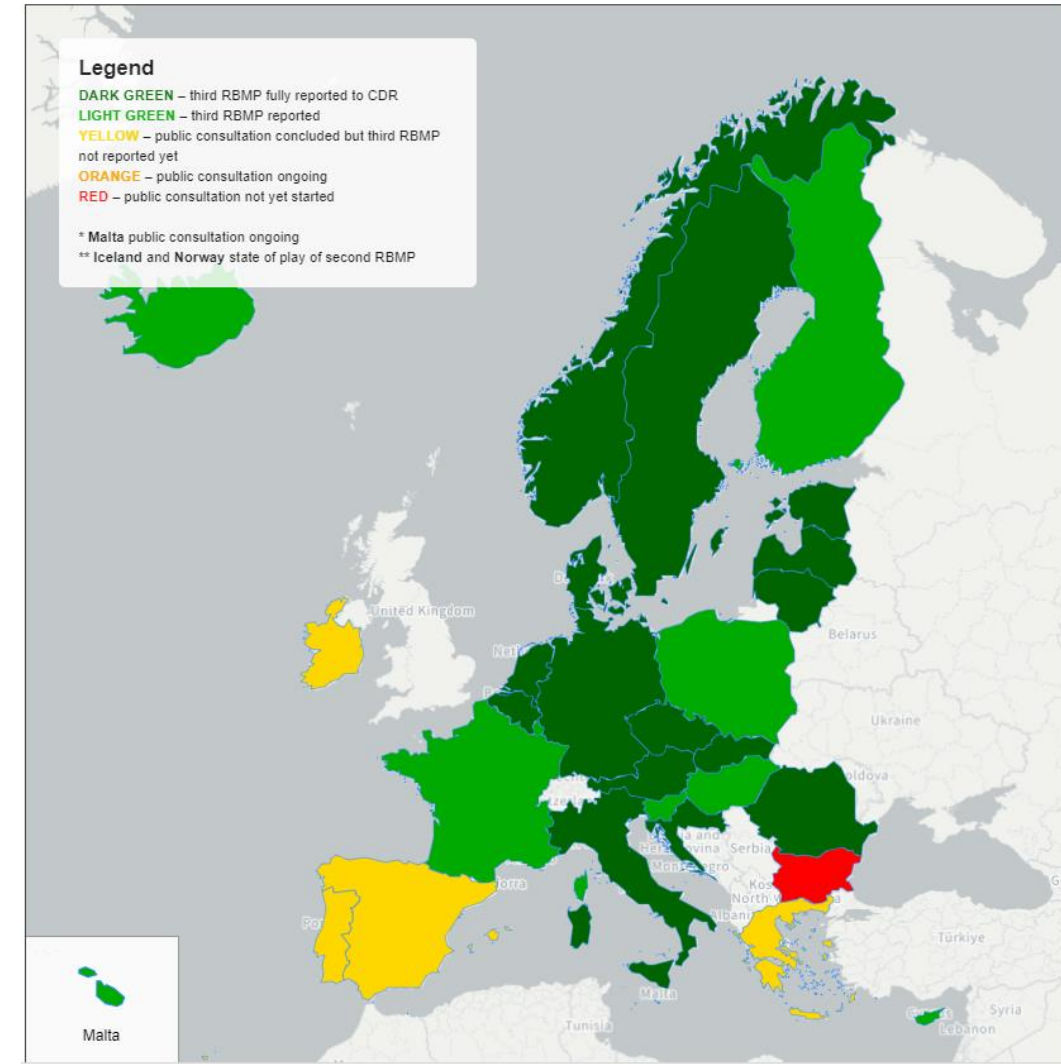 Legend
DARK GREEN – third RBMP fully reported to CDR
LIGHT GREEN – third RBMP reported
YELLOW – public consultation concluded but third RBMP
not reported yet
ORANGE – public consultation ongoing
RED – public consultation not yet started
* Malta public consultation ongoing
** Iceland and Norway state of play of second RBMP
United Kingdom
Belarus
Ukraine
oldova
Serbia
Türkiye
Syria
Lebanon
Malta
Tunisia
Malta